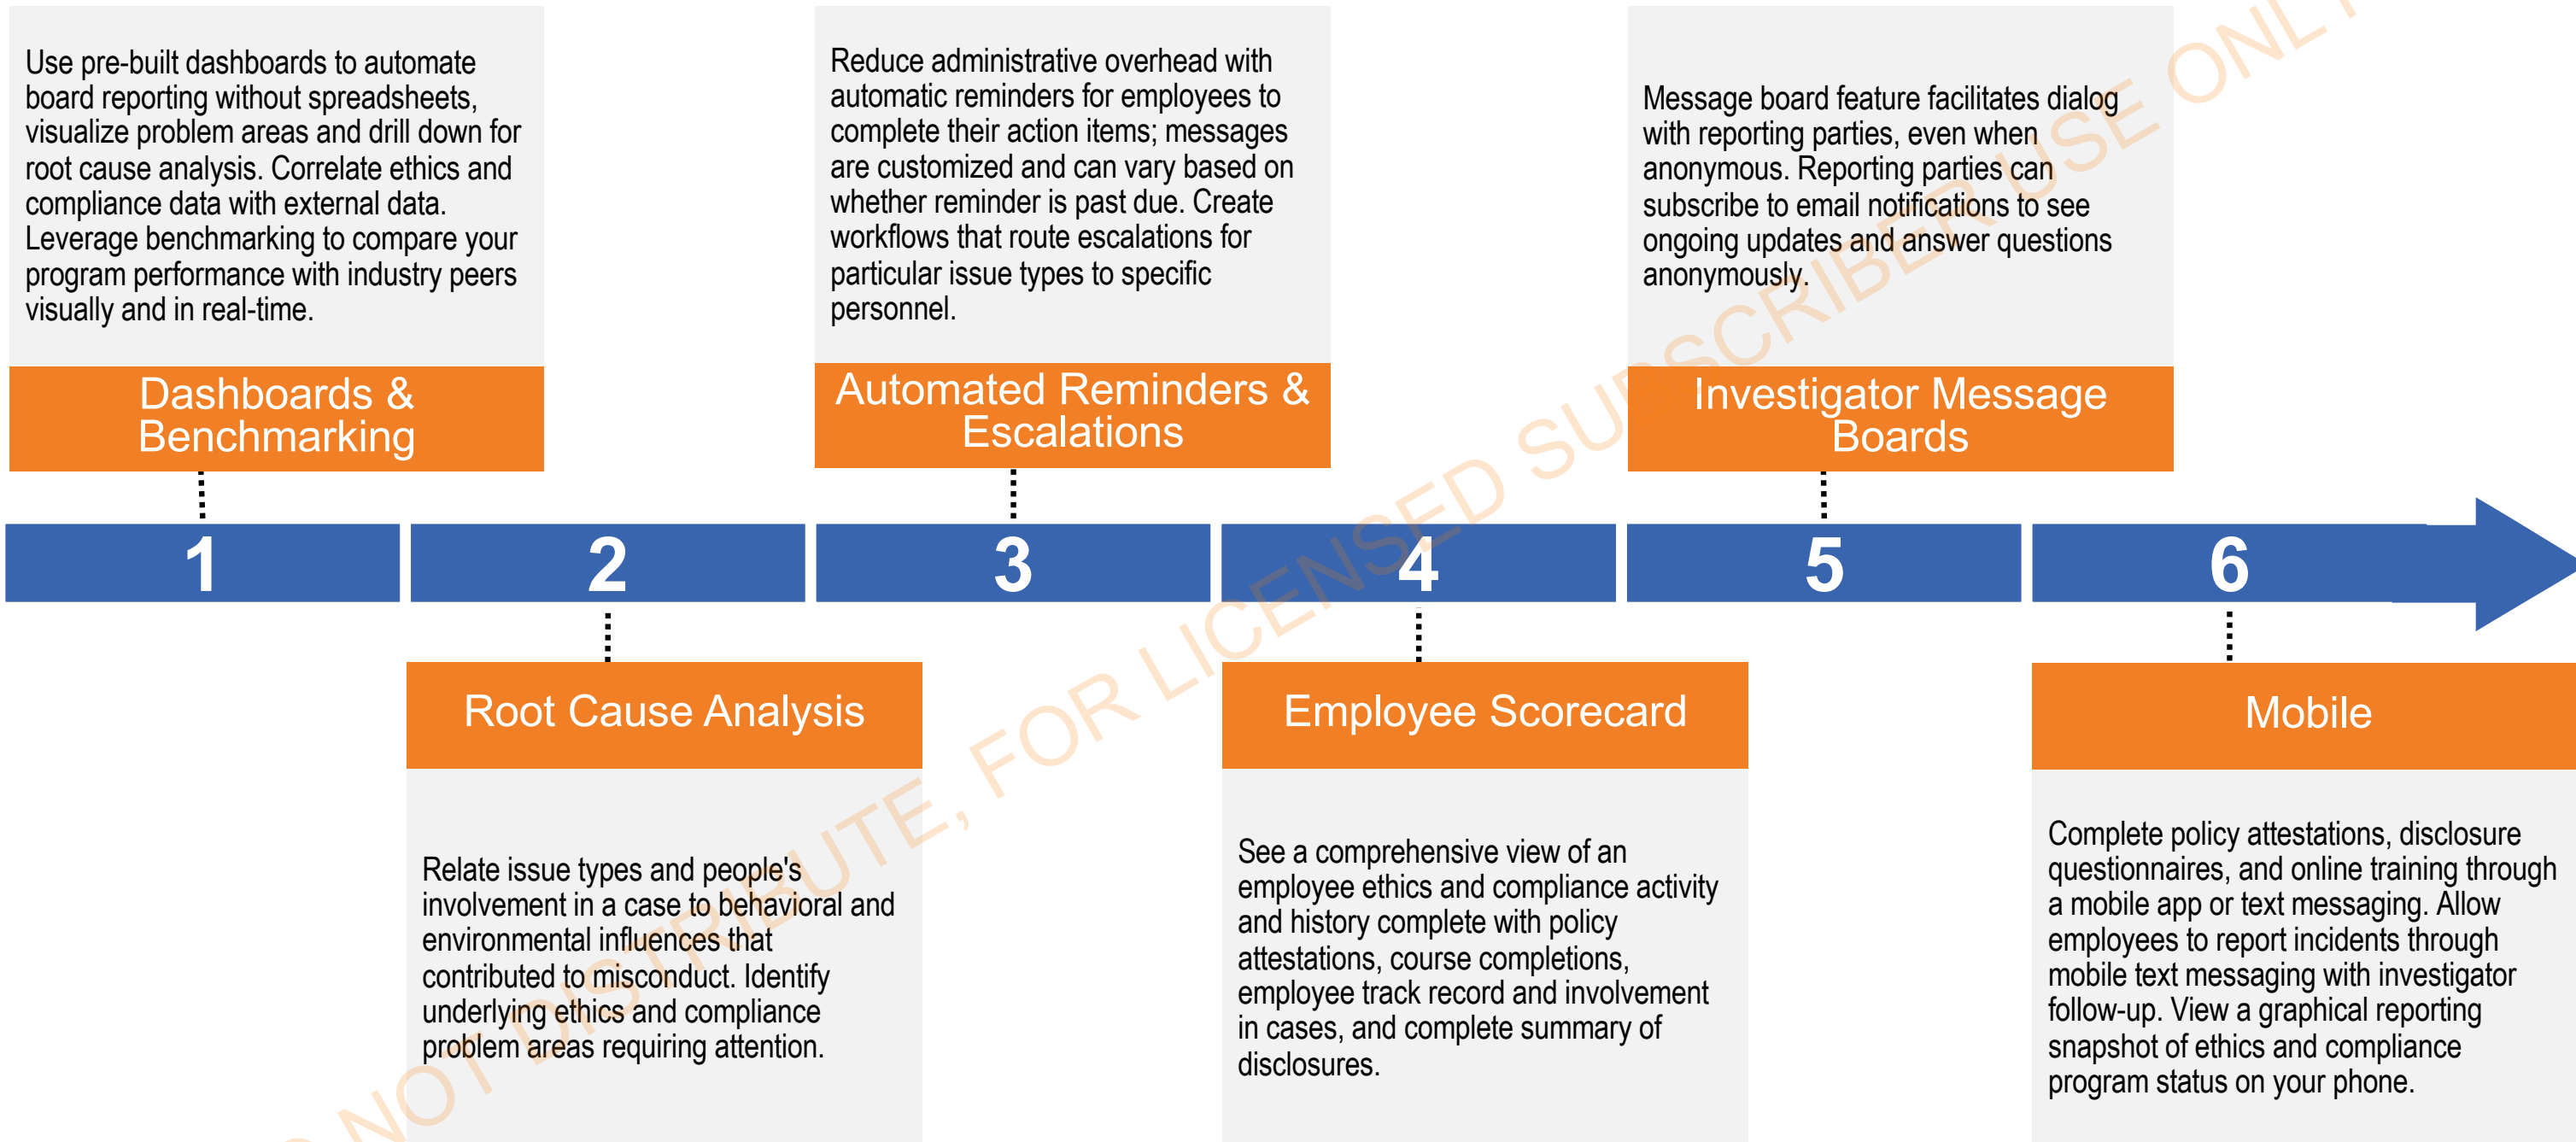 Use pre-built dashboards to automate
board reporting without spreadsheets,
visualize problem areas and drill down for
root cause analysis. Correlate ethics and
compliance data with external data.
Leverage benchmarking to compare your
program performance with industry peers
visually and in real-time.
Dashboards &
Benchmarking
Reduce administrative overhead with
automatic reminders for employees to
complete their action items; messages
are customized and can vary based on
whether reminder is past due. Create
workflows that route escalations for
particular issue types to specific
personnel.
Automated Reminders &
Escalations
Message board feature facilitates dialog
with reporting parties, even when
anonymous. Reporting parties can
subscribe to email notifications to see
ongoing updates and answer questions
anonymously.
Investigator Message
Boards
1
2
3
4
5
6
Root Cause Analysis
Relate issue types and people's
involvement in a case to behavioral and
environmental influences that
contributed to misconduct. Identify
underlying ethics and compliance
problem areas requiring attention.
Employee Scorecard
See a comprehensive view of an
employee ethics and compliance activity
and history complete with policy
attestations, course completions,
employee track record and involvement
in cases, and complete summary of
disclosures.
Mobile
Complete policy attestations, disclosure
questionnaires, and online training through
a mobile app or text messaging. Allow
employees to report incidents through
mobile text messaging with investigator
follow-up. View a graphical reporting
snapshot of ethics and compliance
program status on your phone.
NOT DISTRIBUTE, FOR LICENSED SUBSCRIBER USE ONLY